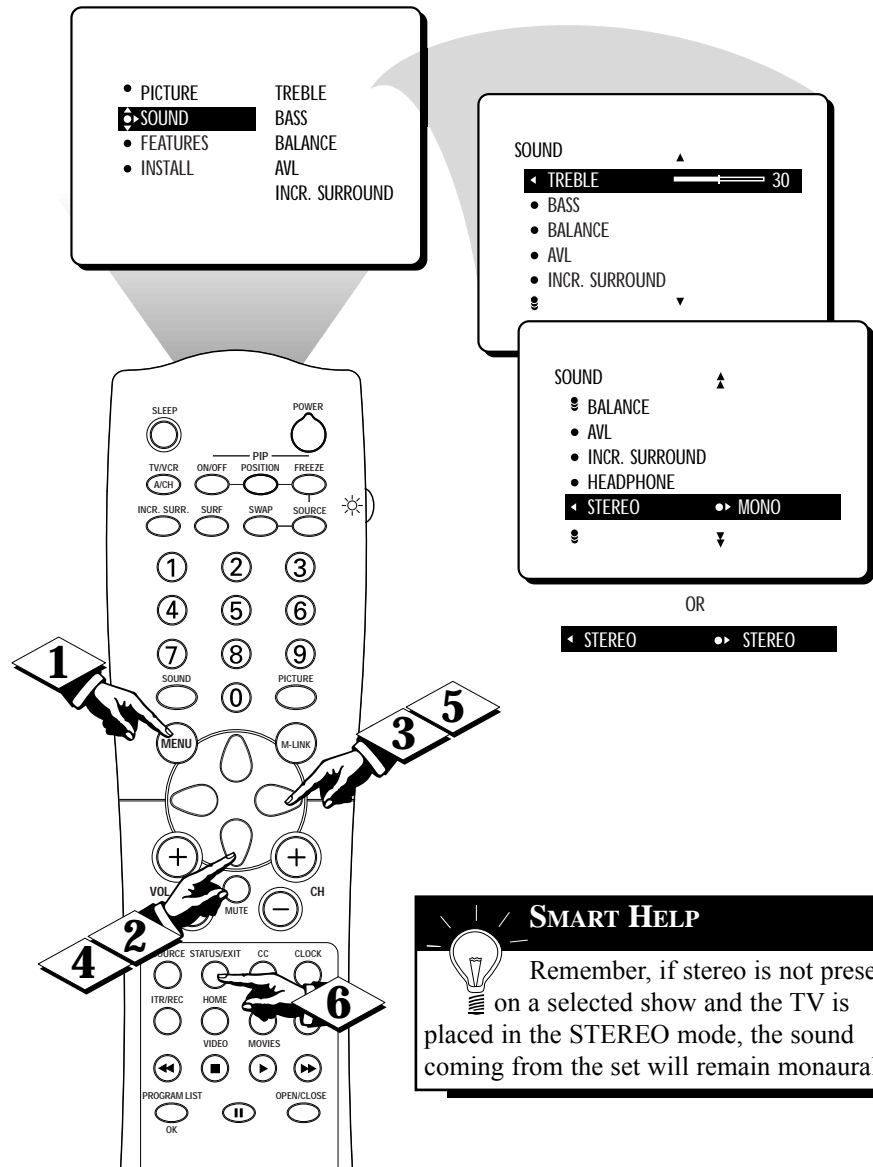 PICTURE TREBLE
SOUND BASS
FEATURES BALANCE
INSTALL AVL
INCR. SURROUND
SOUND
TREBLE 30
BASS
BALANCE
AVL
INCR. SURROUND
SOUND
BALANCE
AVL
INCR. SURROUND
HEADPHONE
STEREO MONO
OR
STEREO STEREO
SLEEP POWER
PIP
TV/VCR ON/OFF POSITION FREEZE
A/CH
INCR. SURR. SURF SWAP SOURCE
1 2 3
4 5 6
7 8 9
SOUND 0 PICTURE
MENU M-LINK
1
3 5
VOL CH
MUTE
4 2
STATUS/EXIT CC CLOCK
6
ITR/REC HOME
VIDEO MOVIES
PROGRAM LIST OPEN/CLOSE
OK
SMART HELP
Remember, if stereo is not
on a selected show and the TV is
placed in the STEREO mode, the sound
coming from the set will remain